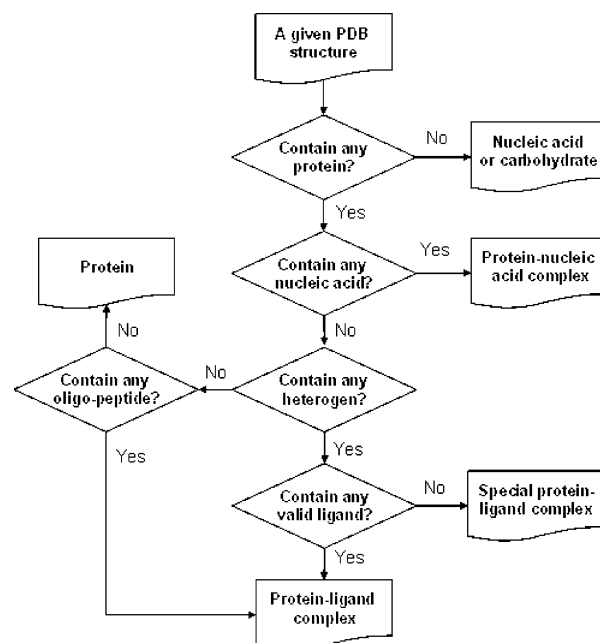 A given PDB
structure
Contain any
protein?
No
Nucleic acid
or carbohydrate
Yes
Contain any
nucleic acid?
Yes
Protein-nucleic
acid complex
Protein
No
No
Contain any
oligo-peptide?
No
Contain any
heterogen?
Yes
Yes
Contain any
valid ligand?
No
Special protein-
ligand complex
Yes
Protein-ligand
complex